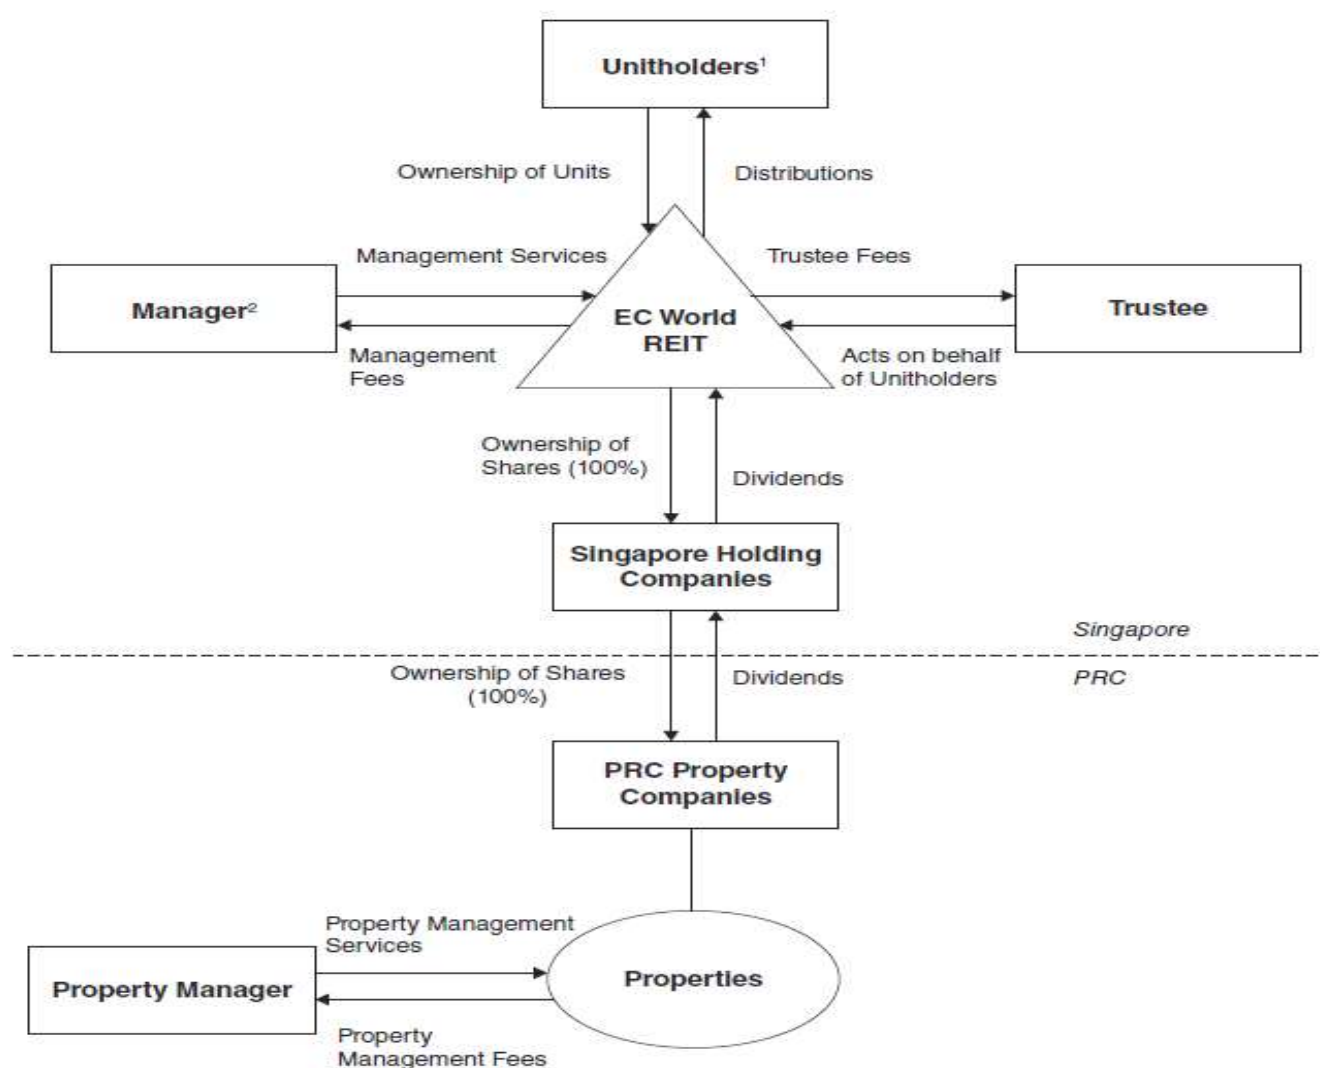 Unitholders¹
Ownership of Units
Distributions
Management Services
Trustee Fees
Manager²
EC World
REIT
Trustee
Management
Fees
Acts on behalf
of Unitholders
Ownership of
Shares (100%)
Dividends
Singapore Holding
Companies
Singapore
Ownership of Shares
(100%)
Dividends
PRC
PRC Property
Companies
Property Management
Services
Property Manager
Properties
Property
Management Fees